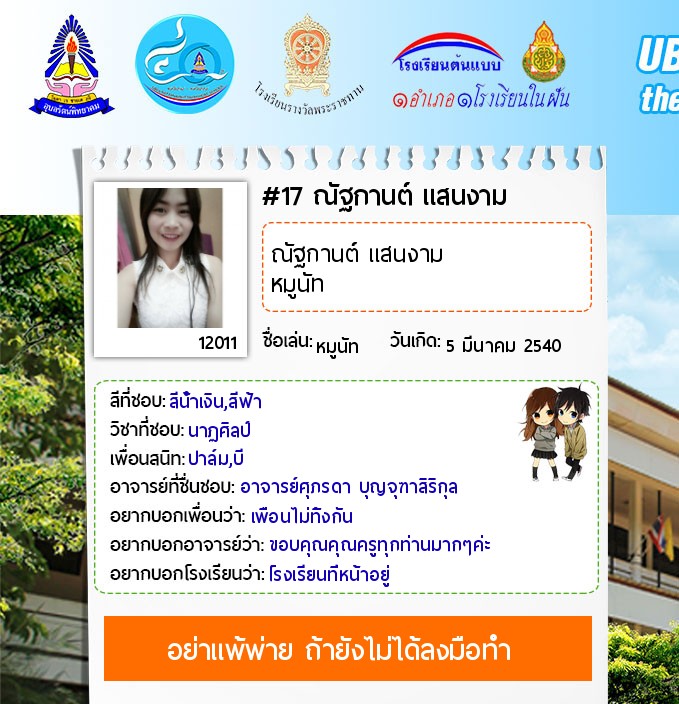 อุบลรัตน์พิทยาคม
โรงเรียนรางวัลพระราชทาน
โรงเรียนต้นแบบ
๑อำเภอ๑โรงเรียนในฝัน
UB
the
#17 ณัฐกานต์ แสนงาม
ณัฐกานต์ แสนงาม
หมูนัท
12011
ชื่อเล่น: หมูนัท วันเกิด: 5 มีนาคม 2540
สีที่ชอบ: สีน้ำเงิน,สีฟ้า
วิชาที่ชอบ: นาฏศิลป์
เพื่อนสนิท: ปาล์ม,บี
อาจารย์ที่ชื่นชอบ: อาจารย์ศุภรดา บุญจุฑาสิริกุล
อยากบอกเพื่อนว่า: เพื่อนไม่ทิ้งกัน
อยากบอกอาจารย์ว่า: ขอบคุณคุณครูทุกท่านมากๆค่ะ
อยากบอกโรงเรียนว่า: โรงเรียนที่หน้าอยู่
อย่าแพ้พ่าย ถ้ายังไม่ได้ลงมือทำ